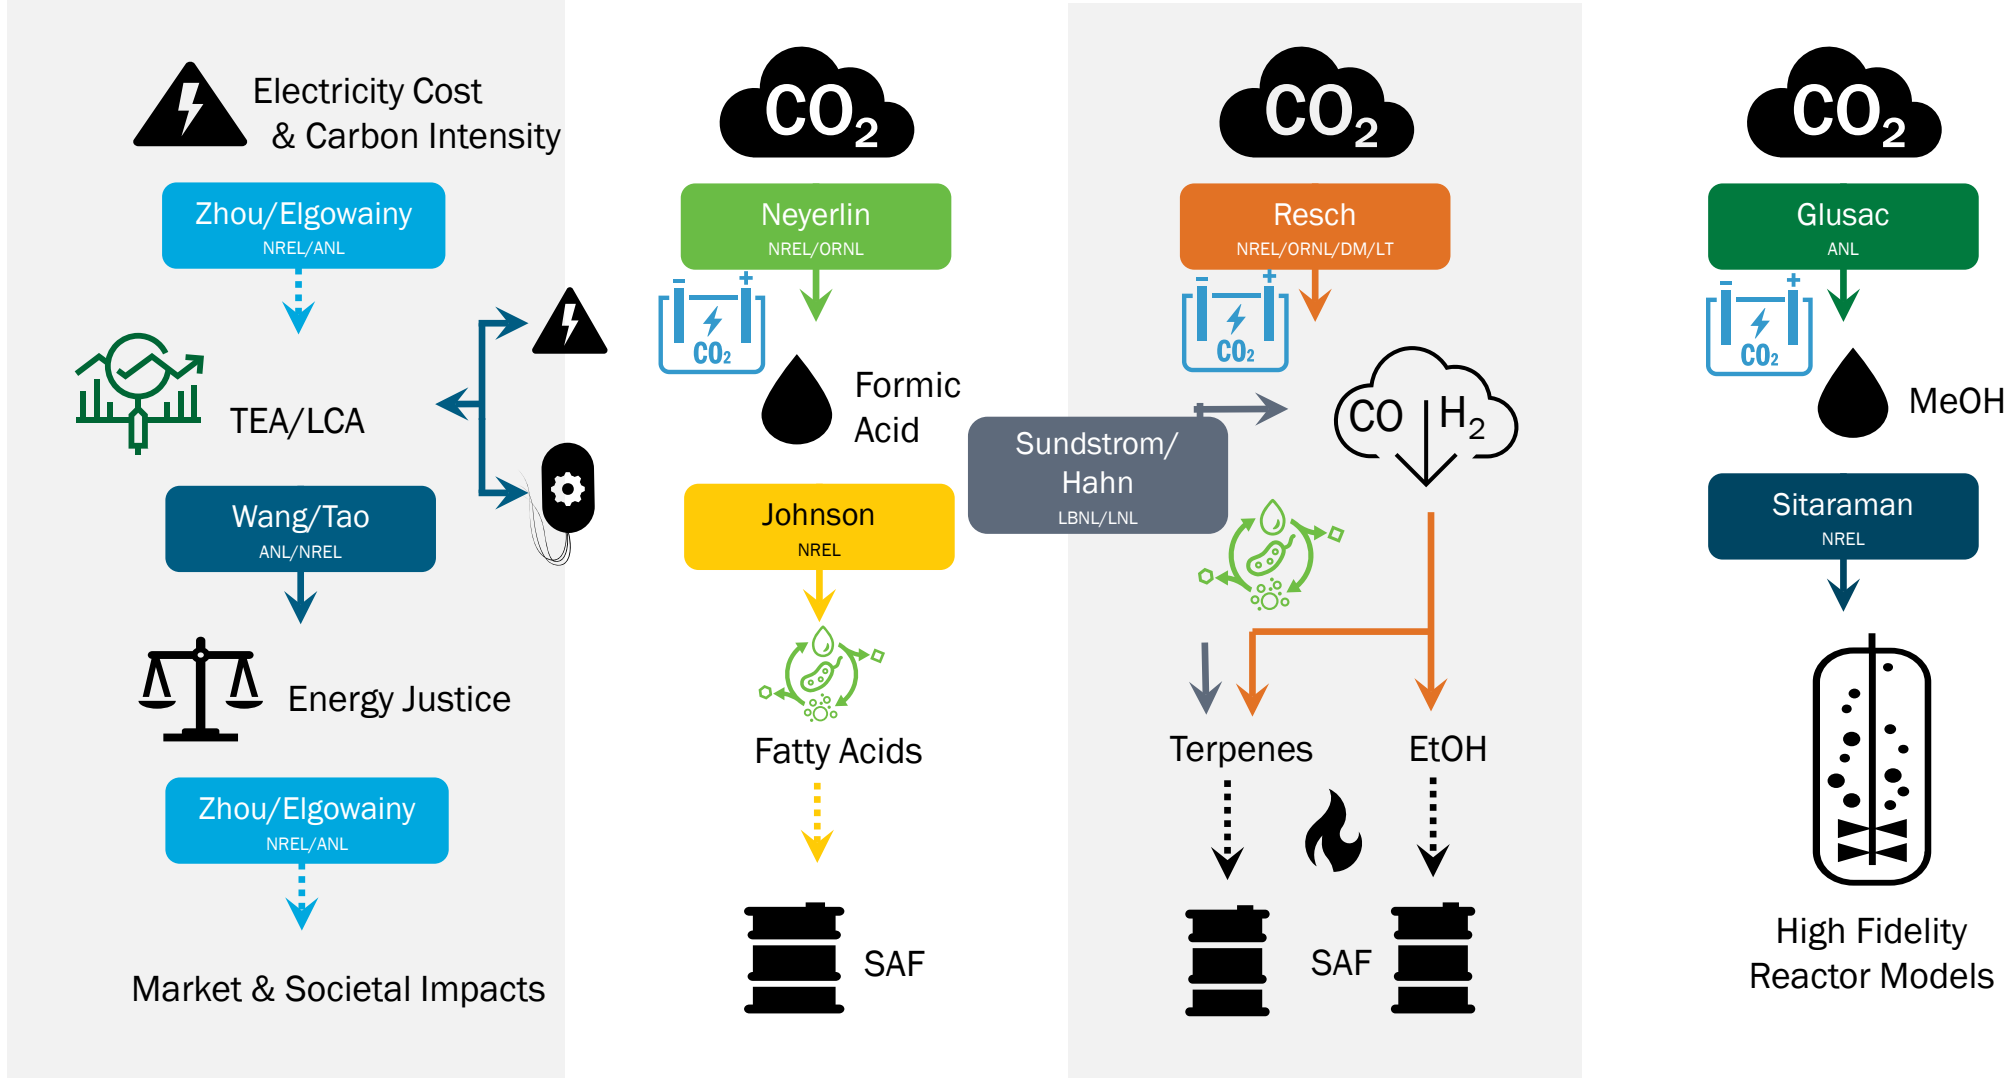 Electricity Cost
& Carbon Intensity
Zhou/Elgowainy
NREL/ANL
TEA/LCA
Wang/Tao
ANL/NREL
Energy Justice
Zhou/Elgowainy
NREL/ANL
Market & Societal Impacts
CO₂
Neyerlin
NREL/ORNL
CO₂
Formic
Acid
Johnson
NREL
Fatty Acids
SAF
CO₂
Resch
NREL/ORNL/DM/LT
CO₂
CO H₂
Sundstrom/
Hahn
LBNL/LNL
Terpenes EtOH
SAF
CO₂
Glusac
ANL
CO₂
MeOH
Sitaraman
NREL
High Fidelity
Reactor Models